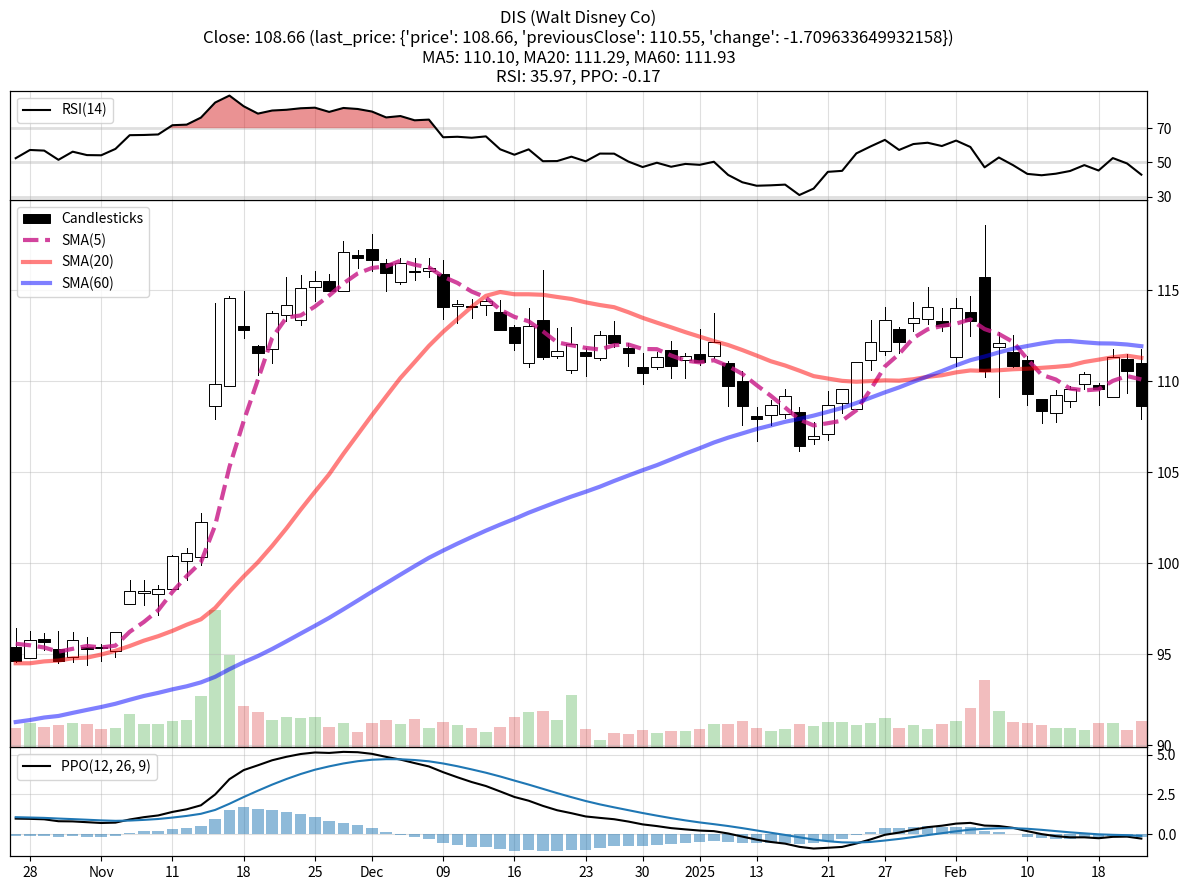 DIS (Walt Disney Co)
Close: 108.66 (last_price: {'price': 108.66, 'previousClose': 110.55, 'change': -1.709633649932158})
MA5: 110.10, MA20: 111.29, MA60: 111.93
RSI: 35.97, PPO: -0.17
RSI(14)
70
50
30
Candlesticks
SMA(5)
SMA(20)
SMA(60)
115
110
105
100
95
90
PPO(12, 26, 9)
5.0
2.5
0.0
28 Nov 11 18 25 Dec 09 16 23 30 2025 13 21 27 Feb 10 18